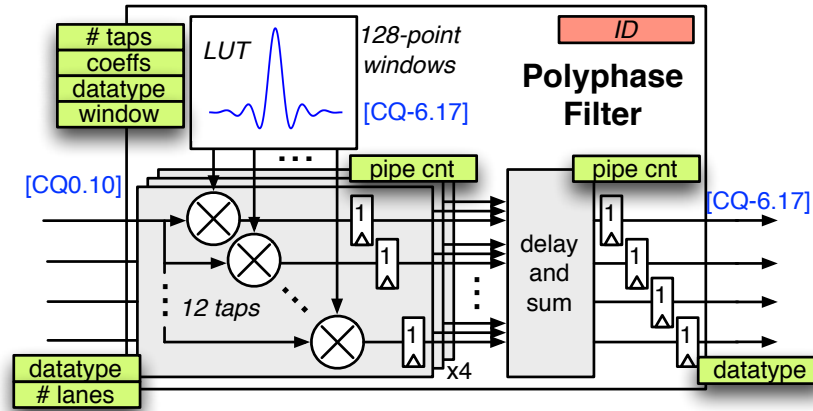 # taps
coeffs
datatype
window
LUT
128-point
windows
[CQ-6.17]
ID
Polyphase
Filter
[CQ0.10]
pipe cnt
pipe cnt
[CQ-6.17]
1
1
1
12 taps
x4
delay
and
sum
1
1
1
1
datatype
# lanes
datatype